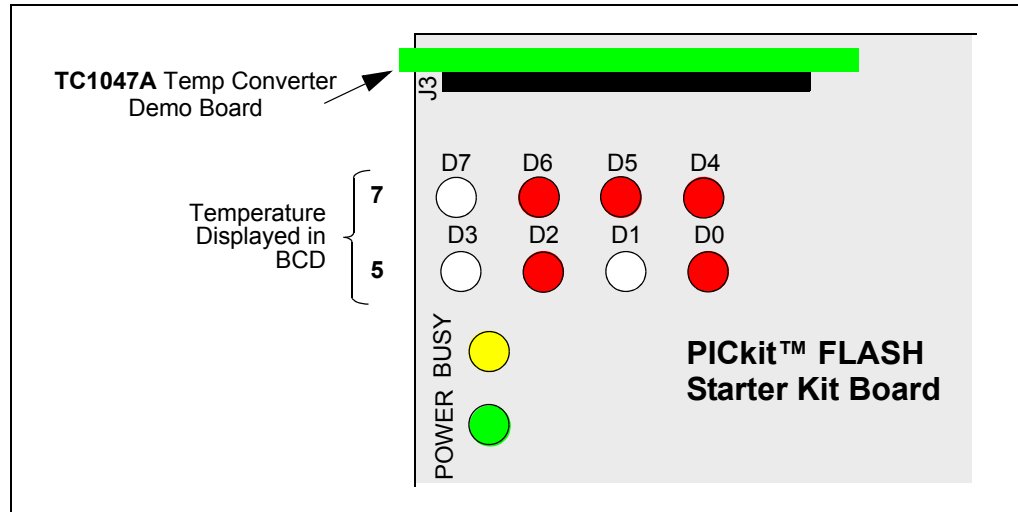 TC1047A Temp Converter
Demo Board
J3
D7 D6 D5 D4
7
Temperature
Displayed in
BCD
D3 D2 D1 D0
5
BUSY
POWER
PICkit™ FLASH
Starter Kit Board